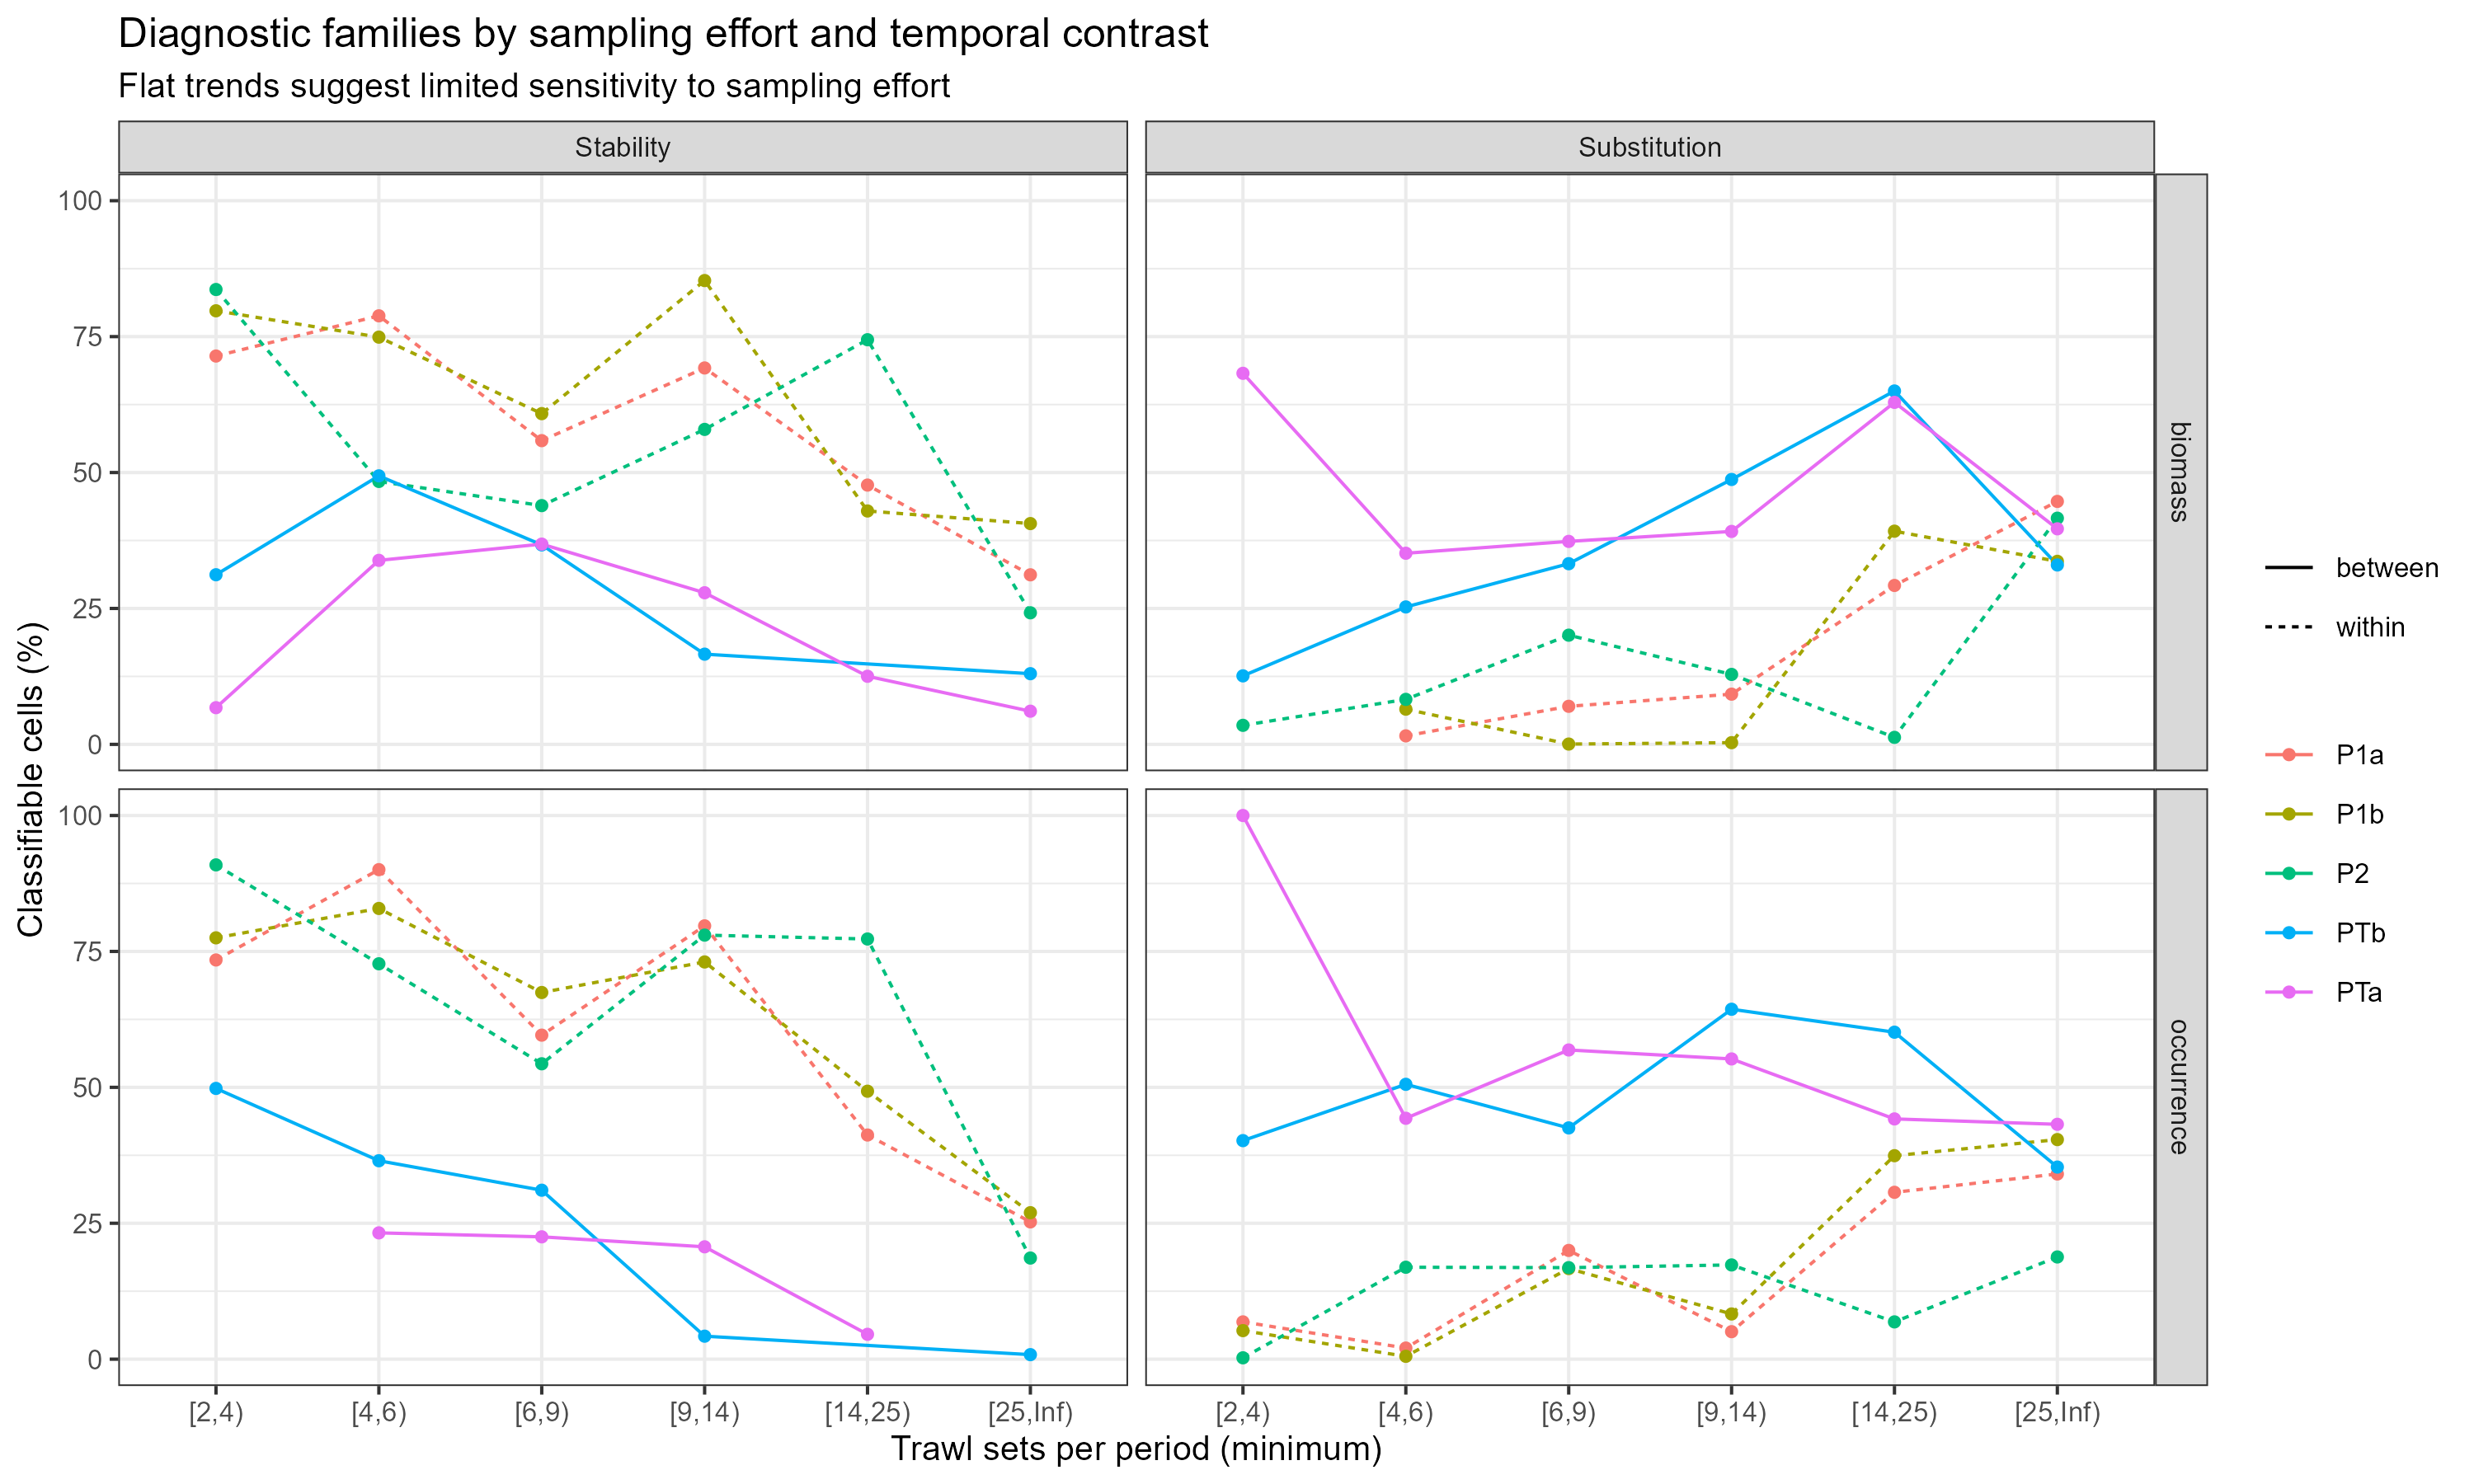 Diagnostic families by sampling effort and temporal contrast
Flat trends suggest limited sensitivity to sampling effort
Stability
Substitution
biomass
occurrence
Classifiable cells (%)
100
75
50
25
0
100
75
50
25
0
[2,4)
[4,6)
[6,9)
[9,14)
[14,25)
[25,Inf)
[2,4)
[4,6)
[6,9)
[9,14)
[14,25)
[25,Inf)
Trawl sets per period (minimum)
between
within
P1a
P1b
P2
PTb
PTa